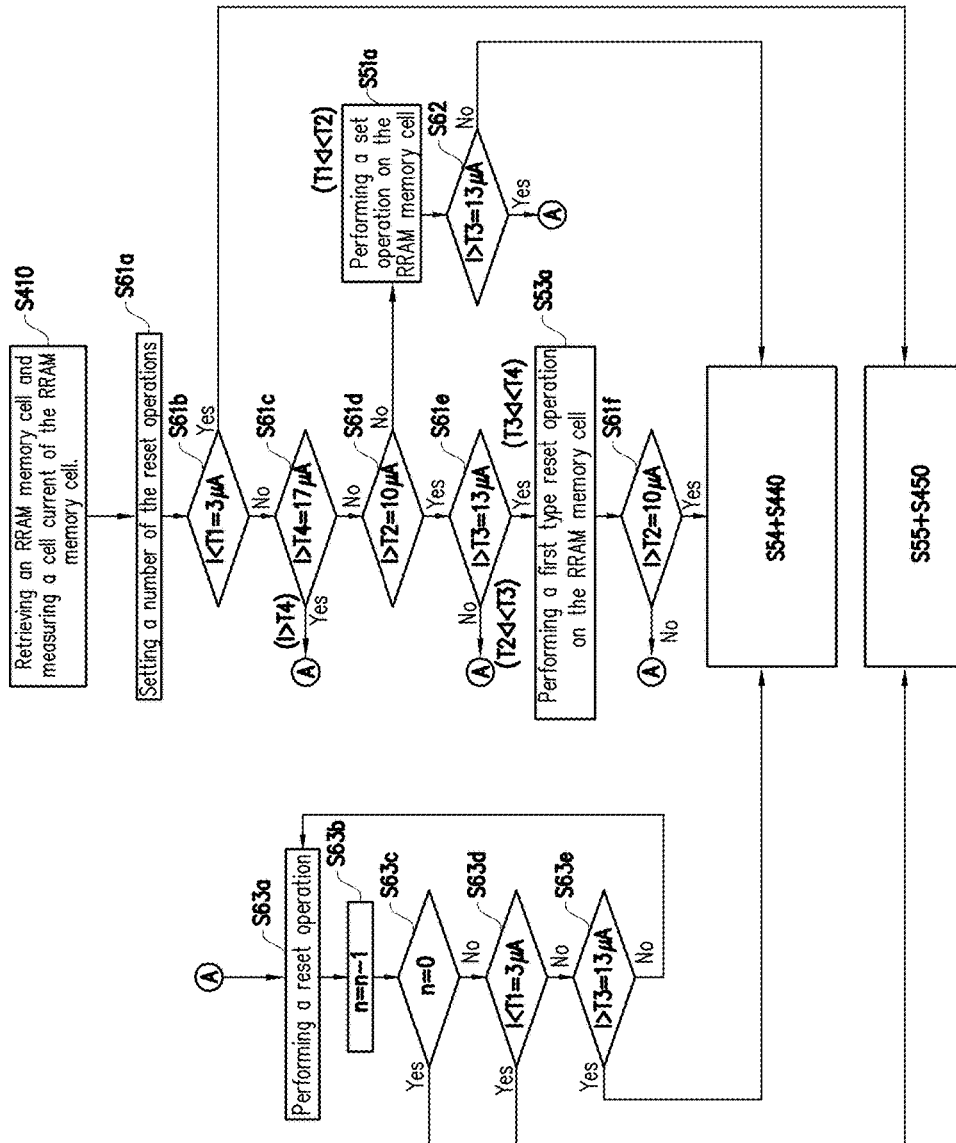 S410
Retrieving an RRAM memory cell and
measuring a cell current of the RRAM
memory cell.
S61a
Setting a number of the reset operations
S61b
I<T1=3μA
Yes
No
S61c
I>T4=17μA
(I>T4)
Yes
A
No
S61d
I>T2=10μA
No
Yes
(T1<I<T2)
S51a
Performing a set
operation on the
RRAM memory cell
S62
I>T3=13μA
No
Yes
A
S61e
I>T3=13μA
No
(T2<I<T3)
A
Yes
(T3<I<T4)
S53a
Performing a first type reset operation
on the RRAM memory cell
S61f
I>T2=10μA
No
A
Yes
S54+S440
S55+S450
A
S63a
Performing a reset operation
S63b
n=n-1
S63c
n=0
Yes
No
S63d
I<T1=3μA
Yes
No
S63e
I>T3=13μA
Yes
No